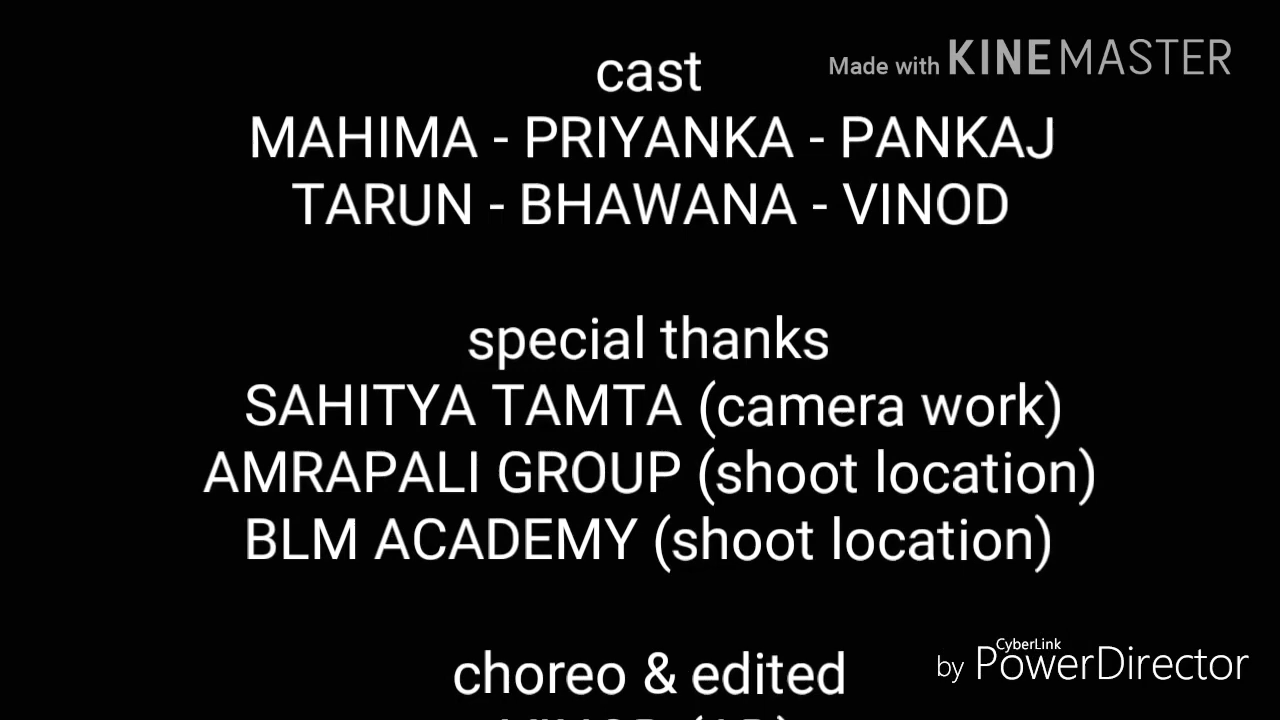 cast
Made with KINEMASTER
MAHIMA - PRIYANKA - PANKAJ
TARUN - BHAWANA - VINOD
special thanks
SAHITYA TAMTA (camera work)
AMRAPALI GROUP (shoot location)
BLM ACADEMY (shoot location)
choreo & edited
CyberLink
by PowerDirector